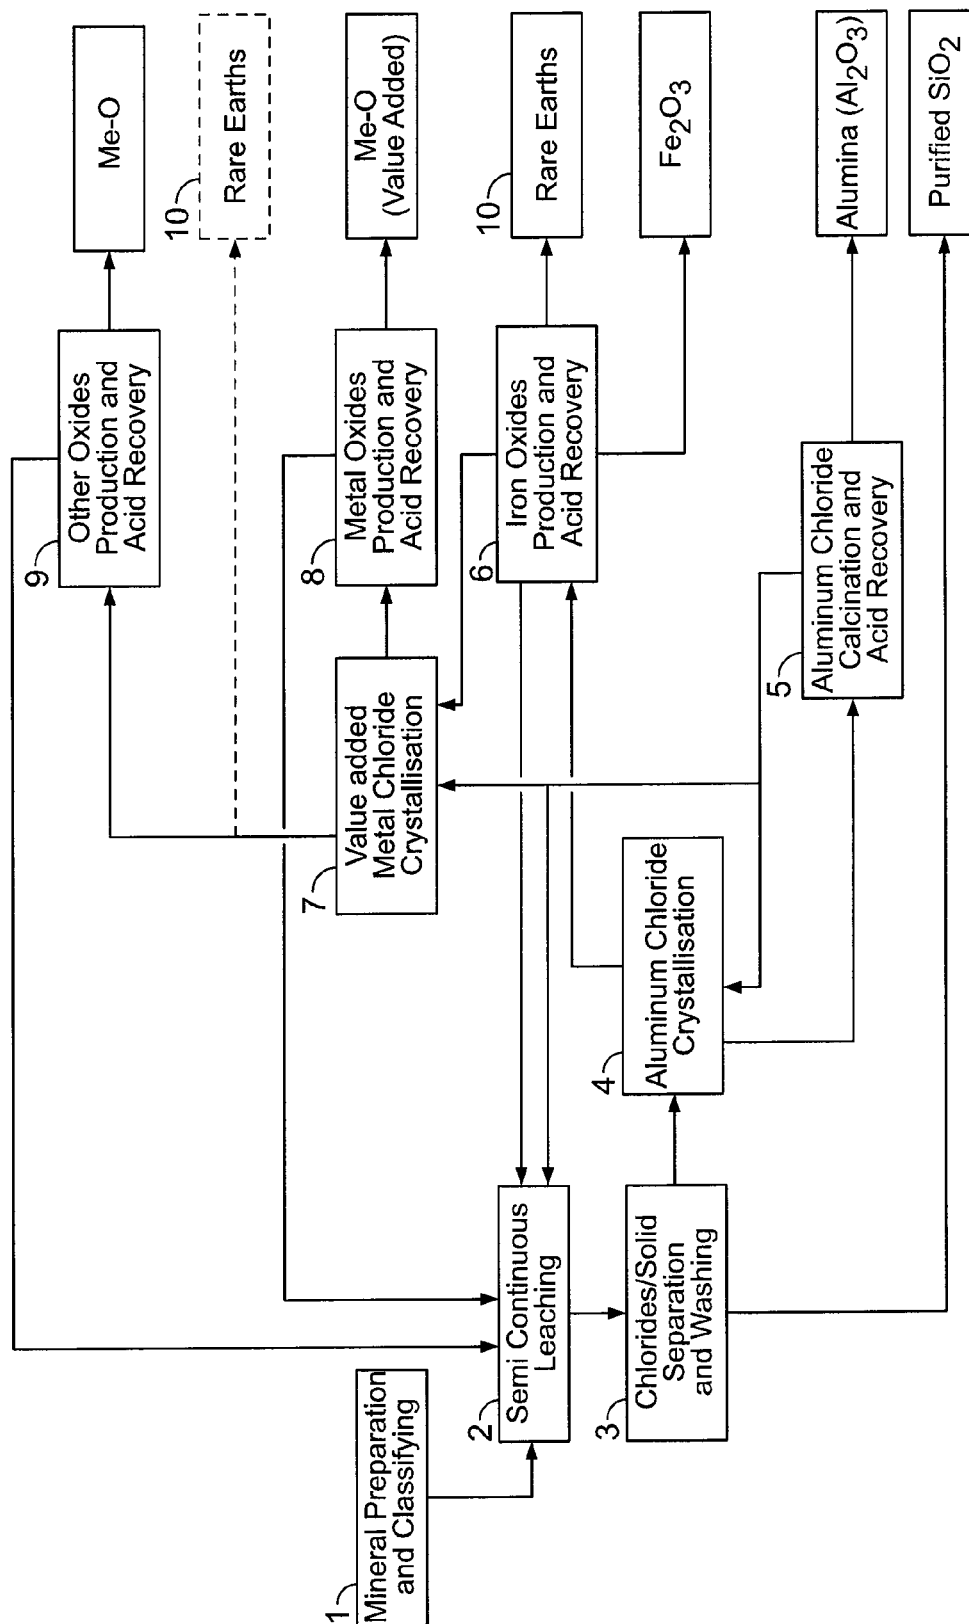 1
Mineral Preparation
and Classifying
2
Semi Continuous
Leaching
3
Chlorides/Solid
Separation
and Washing
4
Aluminum Chloride
Crystallisation
5
Aluminum Chloride
Calcination and
Acid Recovery
6
Iron Oxides
Production and
Acid Recovery
7
Value added
Metal Chloride
Crystallisation
8
Metal Oxides
Production and
Acid Recovery
9
Other Oxides
Production and
Acid Recovery
Me-O
10
Rare Earths
Me-O
(Value Added)
10
Rare Earths
Fe2O3
Alumina (Al2O3)
Purified SiO2